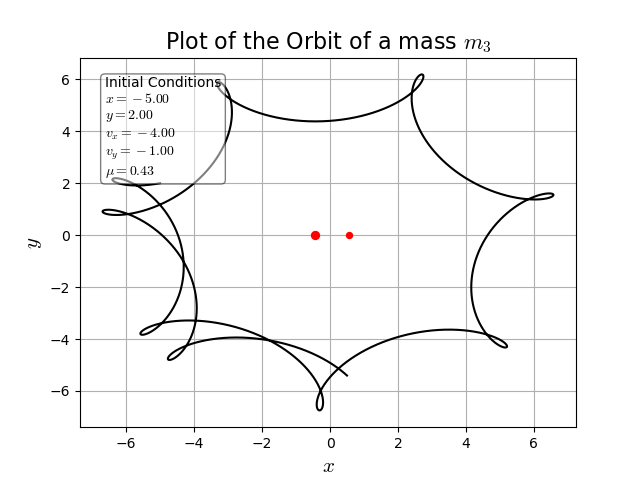 Plot of the Orbit of a mass m₃
Initial Conditions
x = −5.00
y = 2.00
vₓ = −4.00
v_y = −1.00
μ = 0.43
6
4
2
0
−2
−4
−6
y
−6
−4
−2
0
2
4
6
x